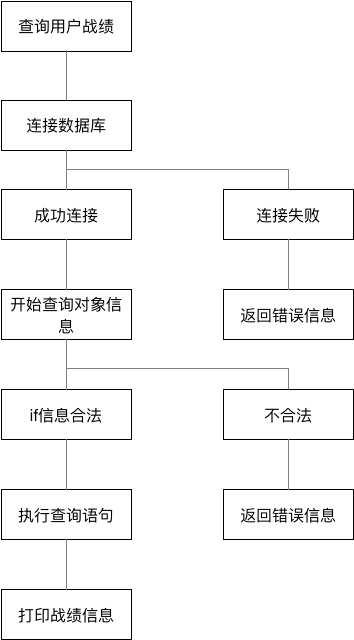 查询用户战绩
连接数据库
成功连接
连接失败
开始查询对象信
息
返回错误信息
if信息合法
不合法
执行查询语句
返回错误信息
打印战绩信息